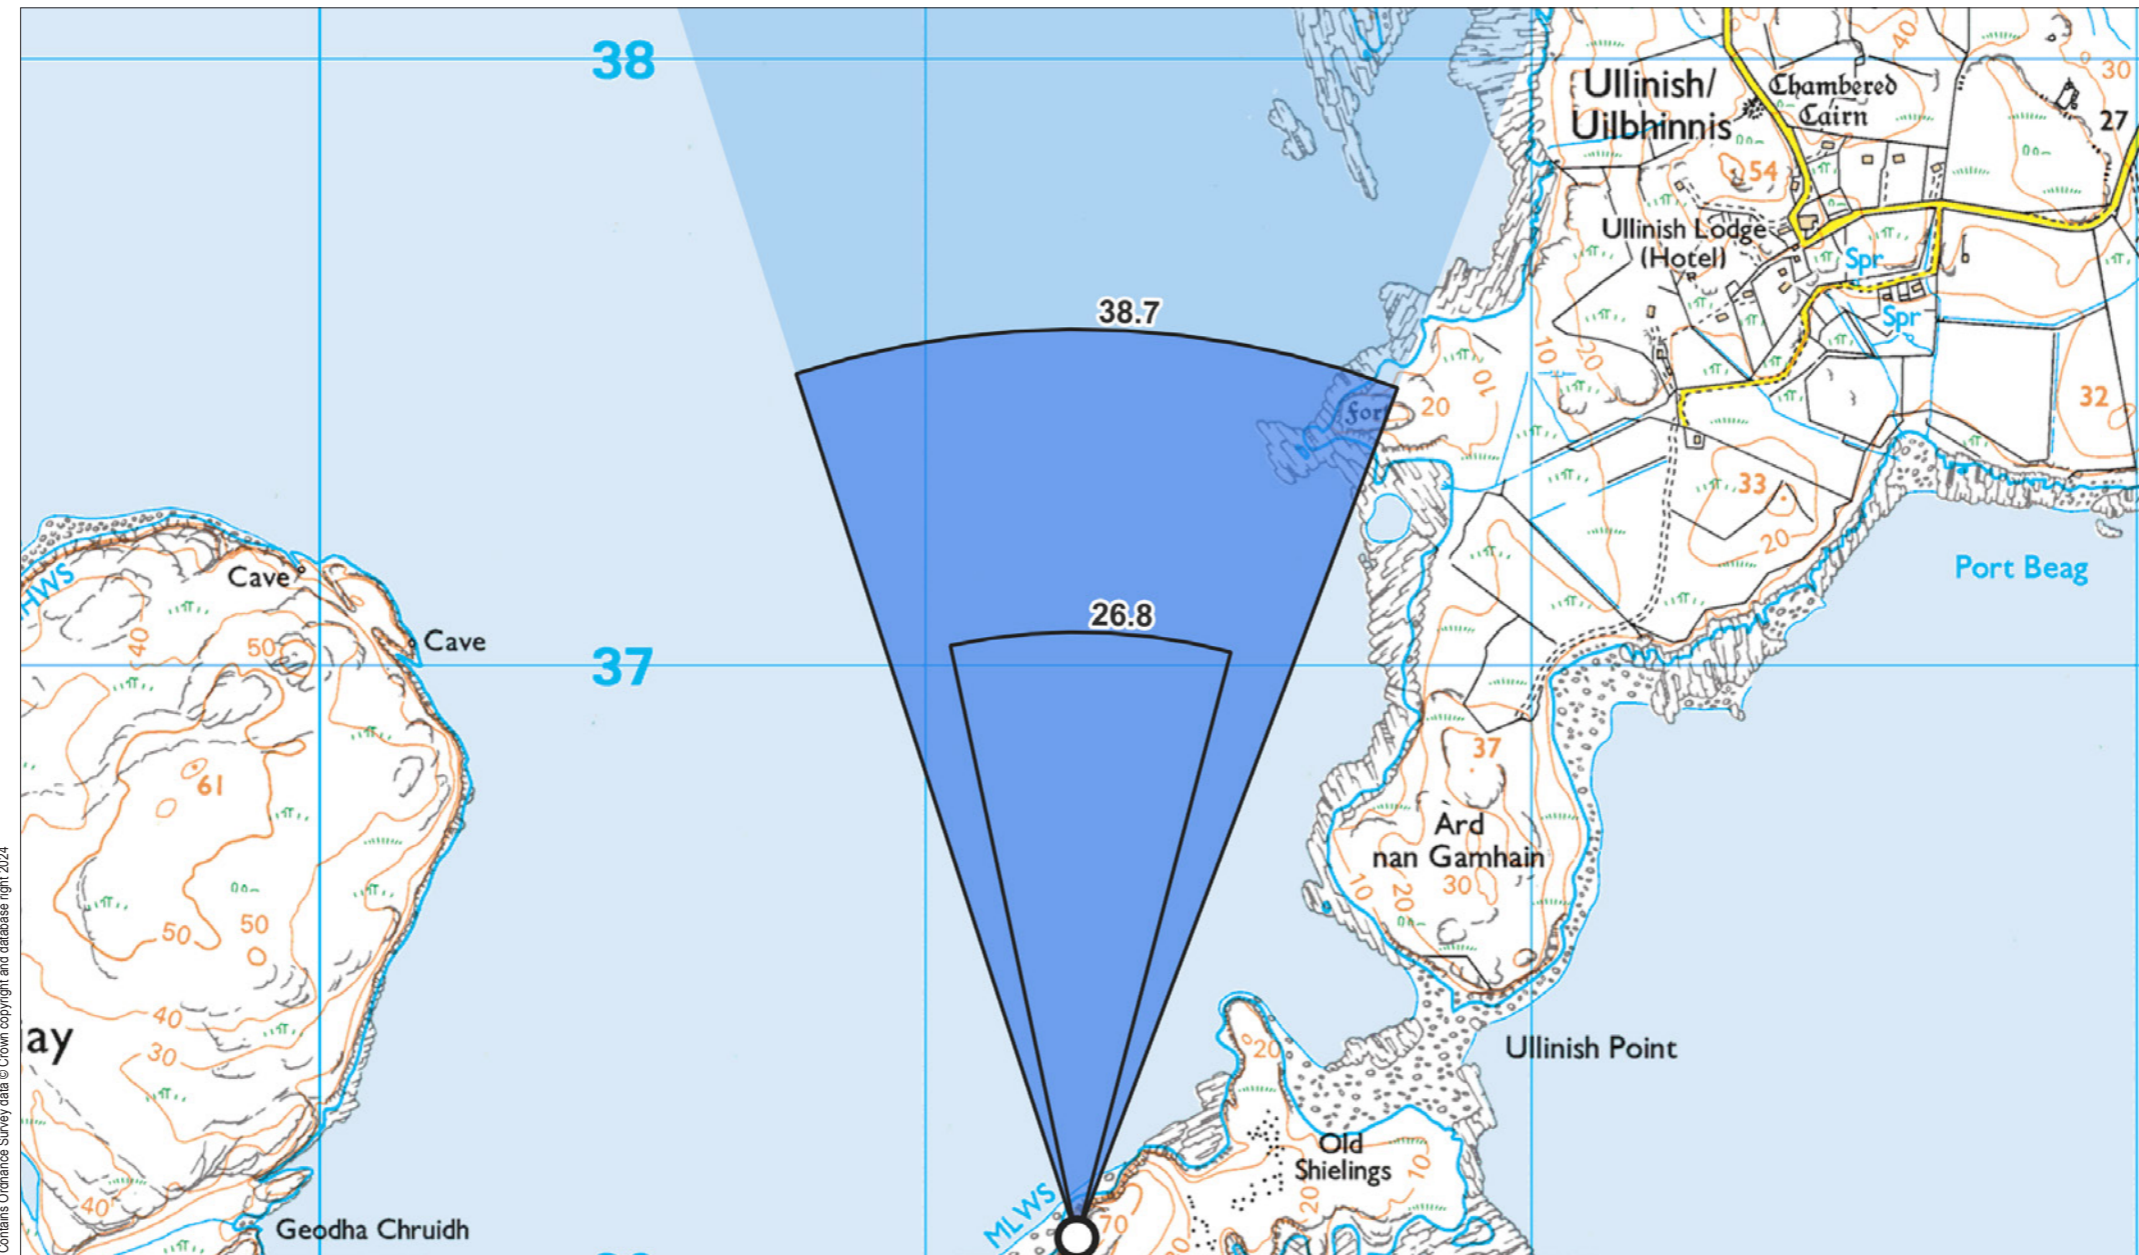 38
Ullinish/
Uilbhinnis
Chambered
Cairn
40
30
27
54
Ullinish Lodge
(Hotel)
Spr
Spr
38.7
10
20
10
20
fort
32
33
20
26.8
Port Beag
HWS
Cave
Cave
40
50
37
61
37
Ard
nan Gamhain
10
20
30
50
50
40
30
ay
Ullinish Point
20
Old
Shielings
10
20
MLWS
70
40
Geodha Chruidh
Contains Ordnance Survey data © Crown copyright and database right 2024